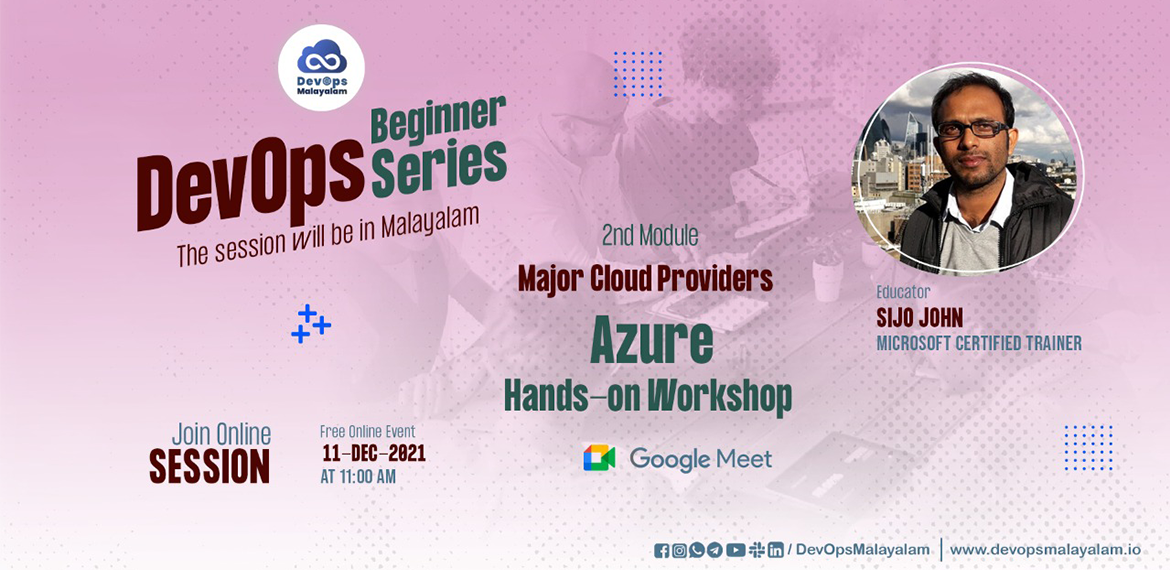 DevOps
Malayalam
DevOps Beginner
Series
The session will be in Malayalam
2nd Module
Major Cloud Providers
Azure
Hands-on Workshop
Google Meet
Educator
SIJO JOHN
MICROSOFT CERTIFIED TRAINER
Join Online
SESSION
Free Online Event
11-DEC-2021
AT 11:00 AM
/ DevOpsMalayalam | www.devopsmalayalam.io